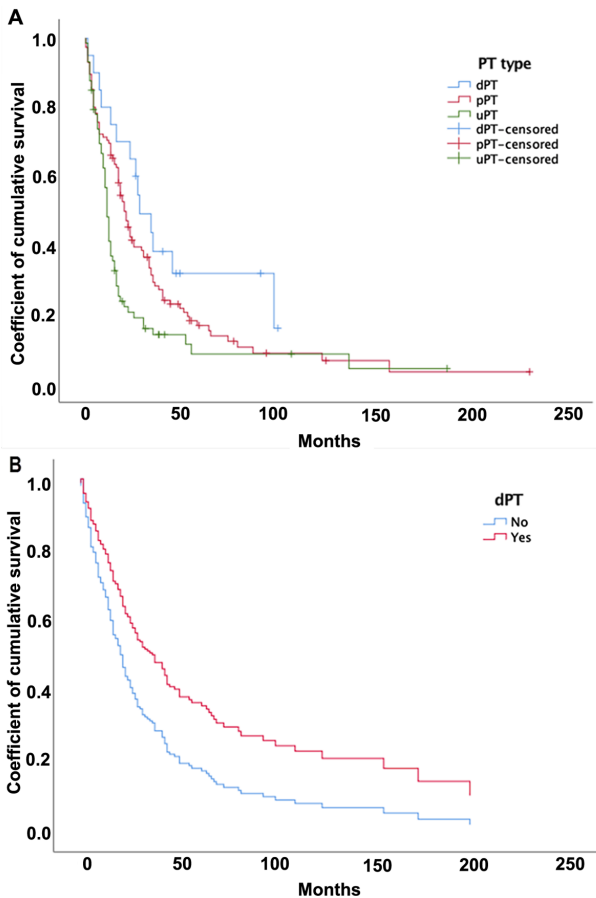 A
Coefficient of cumulative survival
1.0
0.8
0.6
0.4
0.2
0.0
0
50
100
150
200
250
Months
PT type
dPT
pPT
uPT
dPT-censored
pPT-censored
uPT-censored
B
Coefficient of cumulative survival
1.0
0.8
0.6
0.4
0.2
0.0
0
50
100
150
200
250
Months
dPT
No
Yes